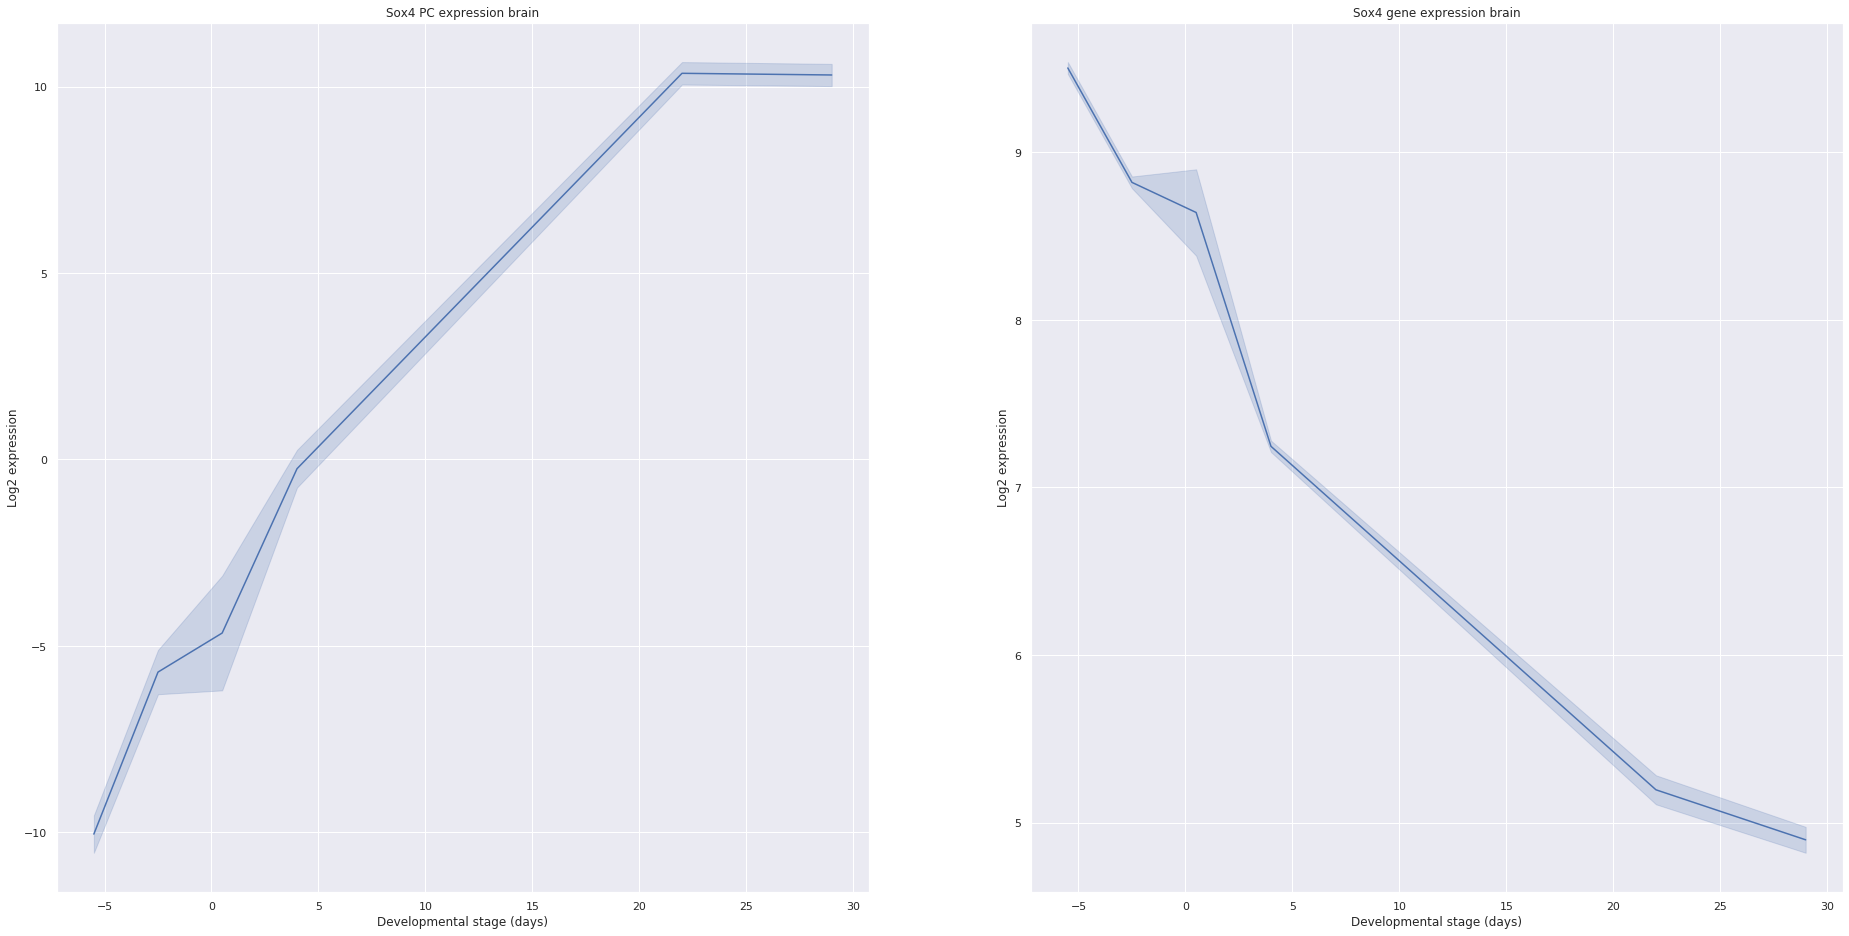 Sox4 PC expression brain
Log2 expression
10
5
0
−5
−10
−5 0 5 10 15 20 25 30
Developmental stage (days)
Sox4 gene expression brain
Log2 expression
9
8
7
6
5
−5 0 5 10 15 20 25 30
Developmental stage (days)